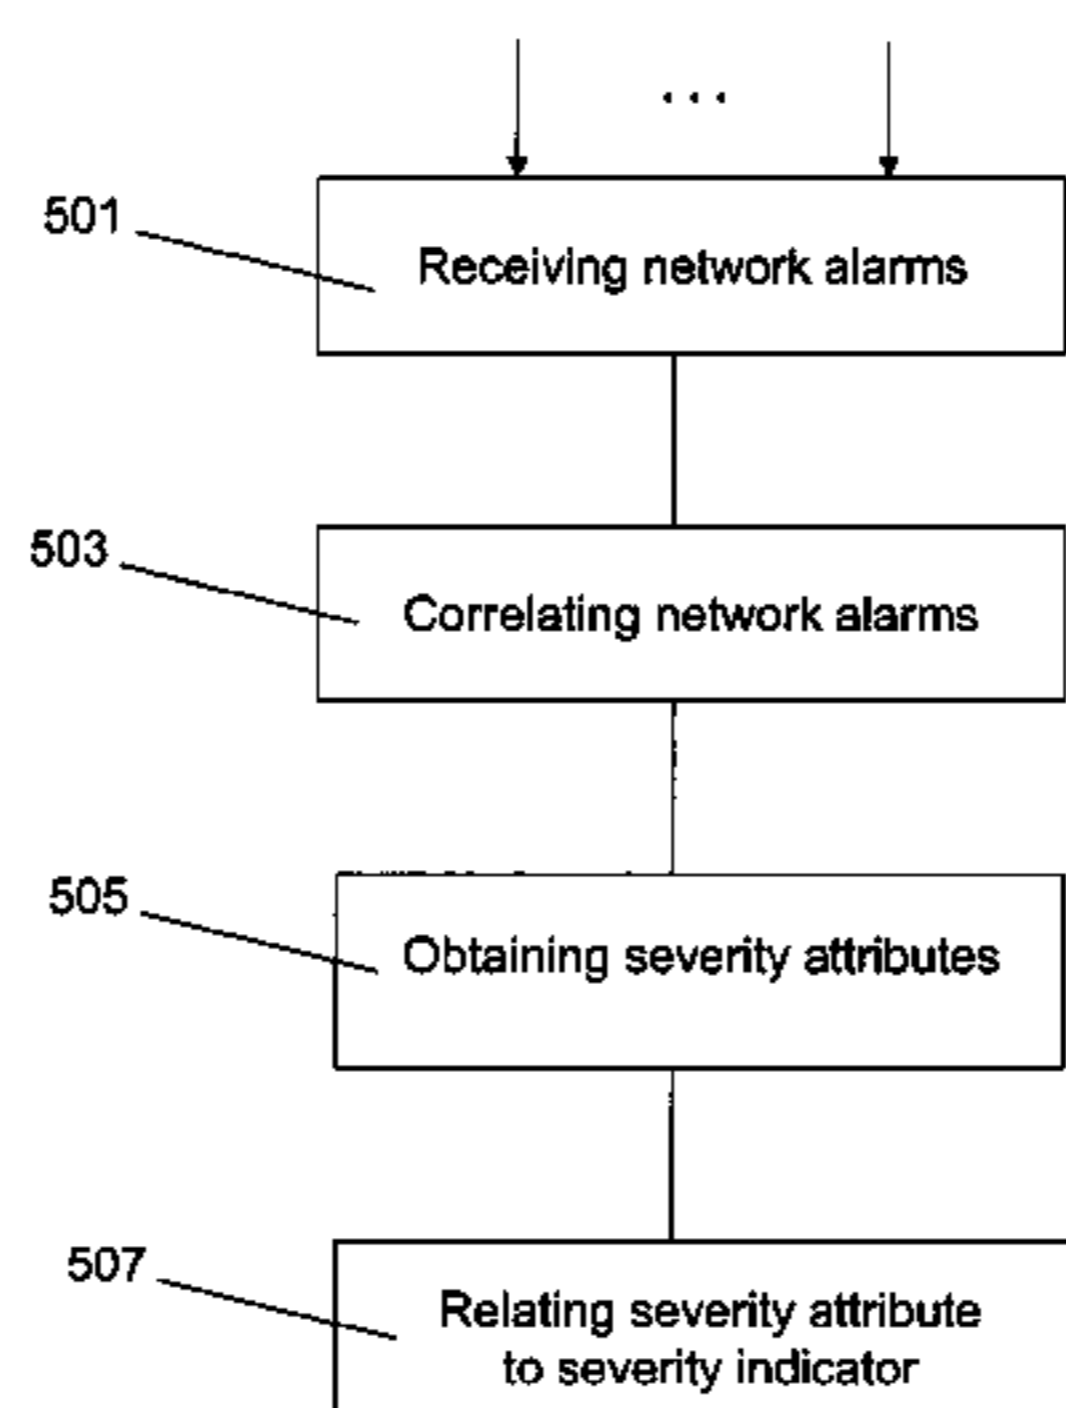 ...
501
Receiving network alarms
503
Correlating network alarms
505
Obtaining severity attributes
507
Relating severity attribute
to severity indicator